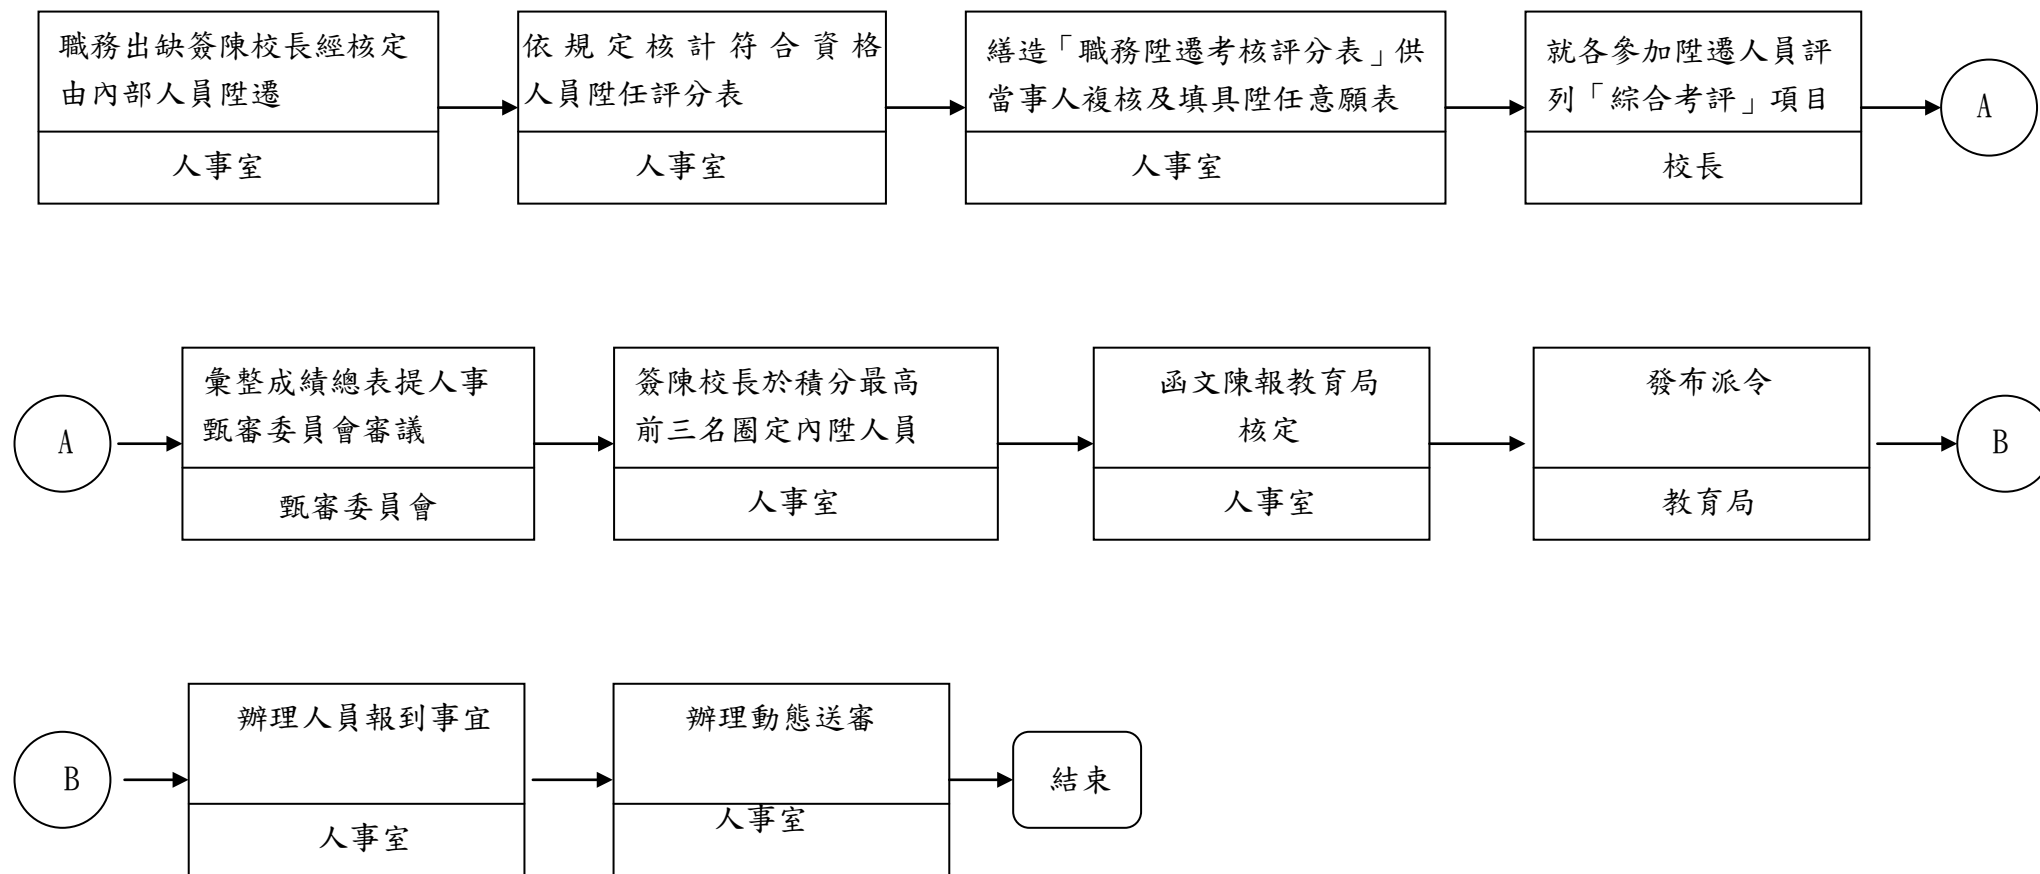 職務出缺簽陳校長經核定
由內部人員陞遷
人事室
依規定核計符合資格
人員陞任評分表
人事室
繕造「職務陞遷考核評分表」供
當事人複核及填具陞任意願表
人事室
就各參加陞遷人員評
列「綜合考評」項目
校長
A
A
彙整成績總表提人事
甄審委員會審議
甄審委員會
簽陳校長於積分最高
前三名圈定內陞人員
人事室
函文陳報教育局
核定
人事室
發布派令
教育局
B
B
辦理人員報到事宜
人事室
辦理動態送審
人事室
結束